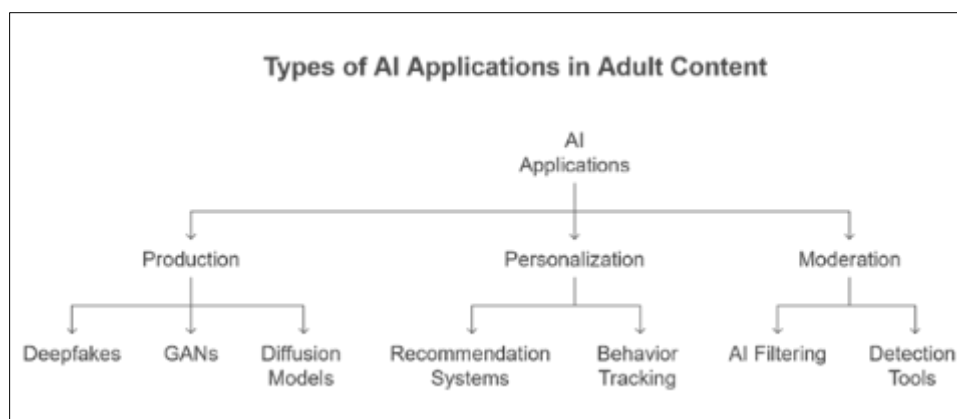 Types of AI Applications in Adult Content
AI
Applications
Production
Personalization
Moderation
Deepfakes
GANs
Diffusion
Models
Recommendation
Systems
Behavior
Tracking
AI Filtering
Detection
Tools